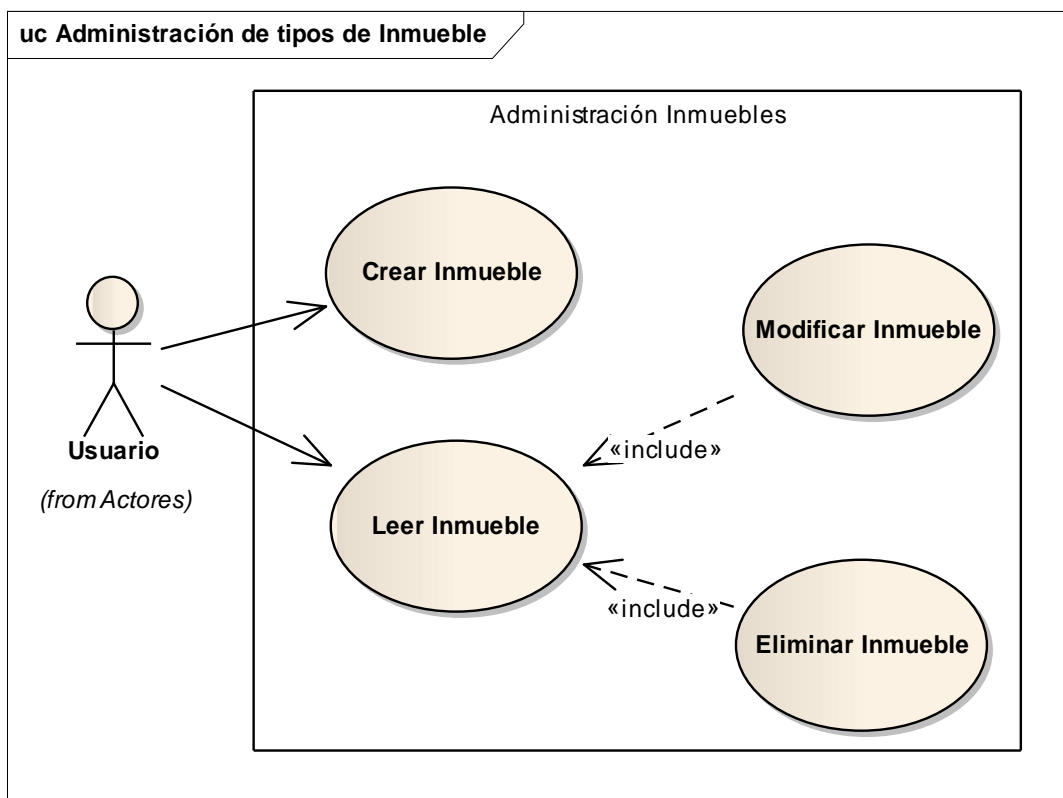 uc Administración de tipos de Inmueble
Administración Inmuebles
Crear Inmueble
Modificar Inmueble
Usuario
(from Actores)
«include»
Leer Inmueble
«include»
Eliminar Inmueble